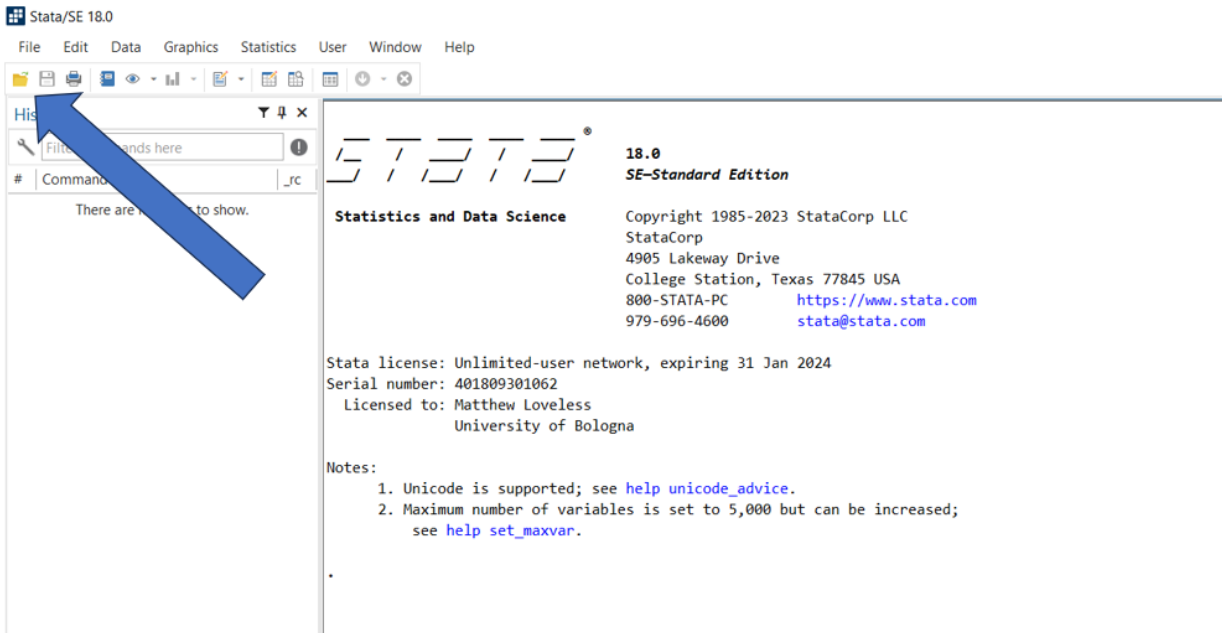 Stata/SE 18.0
File Edit Data Graphics Statistics User Window Help
His
Filte ands here
# Command _rc
There are to show.
STATA ®
18.0
SE—Standard Edition
Statistics and Data Science
Copyright 1985-2023 StataCorp LLC
StataCorp
4905 Lakeway Drive
College Station, Texas 77845 USA
800-STATA-PC https://www.stata.com
979-696-4600 stata@stata.com
Stata license: Unlimited-user network, expiring 31 Jan 2024
Serial number: 401809301062
Licensed to: Matthew Loveless
University of Bologna
Notes:
1. Unicode is supported; see help unicode_advice.
2. Maximum number of variables is set to 5,000 but can be increased;
see help set_maxvar.
.